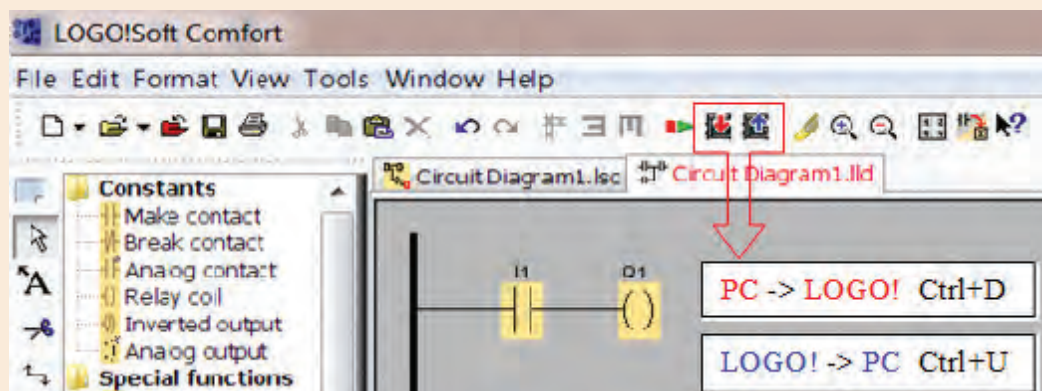 LOGO!Soft Comfort
File Edit Format View Tools Window Help
Circuit Diagram1.lsc Circuit Diagram1.lld
Constants
Make contact
Break contact
Analog contact
Relay coil
Inverted output
Analog output
Special functions
A
I1 Q1
PC -> LOGO! Ctrl+D
LOGO! -> PC Ctrl+U